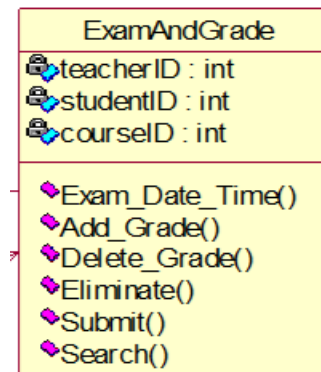 ExamAndGrade
teacherID : int
studentID : int
courseID : int
Exam_Date_Time()
Add_Grade()
Delete_Grade()
Eliminate()
Submit()
Search()